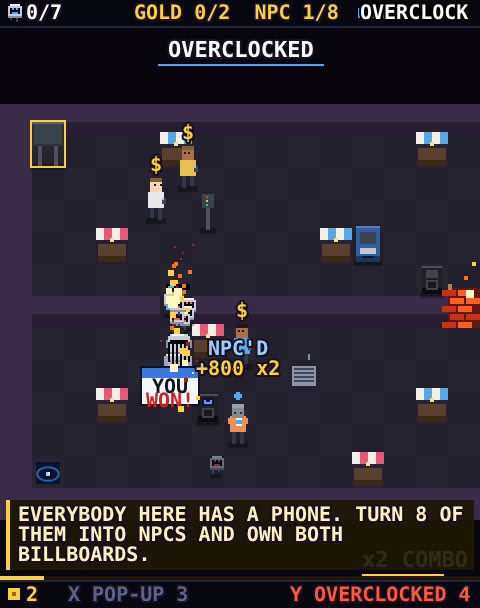 0/7 GOLD 0/2 NPC 1/8 OVERCLOCK
OVERCLOCKED
$
$
$
NPC'D
+800 x2
YOU
WON!
EVERYBODY HERE HAS A PHONE. TURN 8 OF
THEM INTO NPCS AND OWN BOTH
BILLBOARDS.
x2 COMBO
2 X POP-UP 3 Y OVERCLOCKED 4